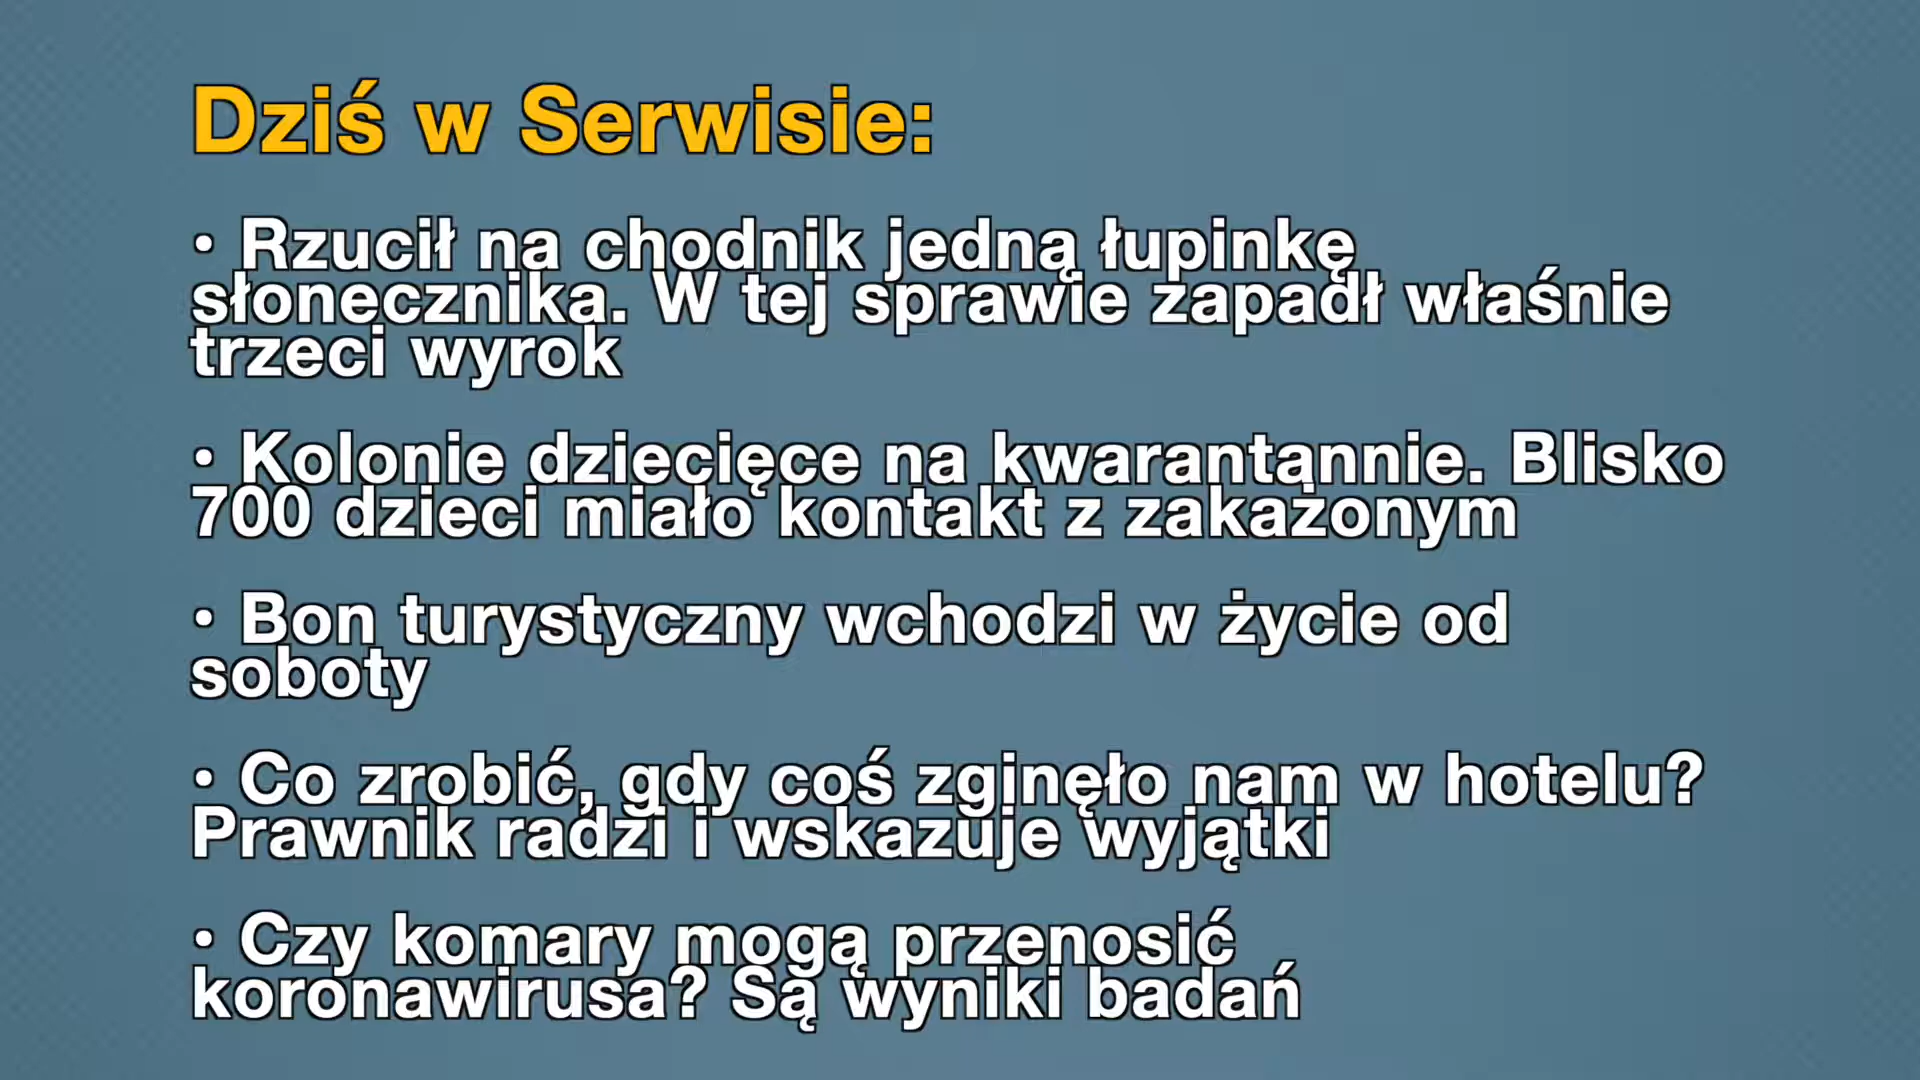 Dziś w Serwisie:
• Rzucił na chodnik jedną łupinkę
słonecznika. W tej sprawie zapadł właśnie
trzeci wyrok
• Kolonie dziecięce na kwarantannie. Blisko
700 dzieci miało kontakt z zakażonym
• Bon turystyczny wchodzi w życie od
soboty
• Co zrobić, gdy coś zginęło nam w hotelu?
Prawnik radzi i wskazuje wyjątki
• Czy komary mogą przenosić
koronawirusa? Są wyniki badań